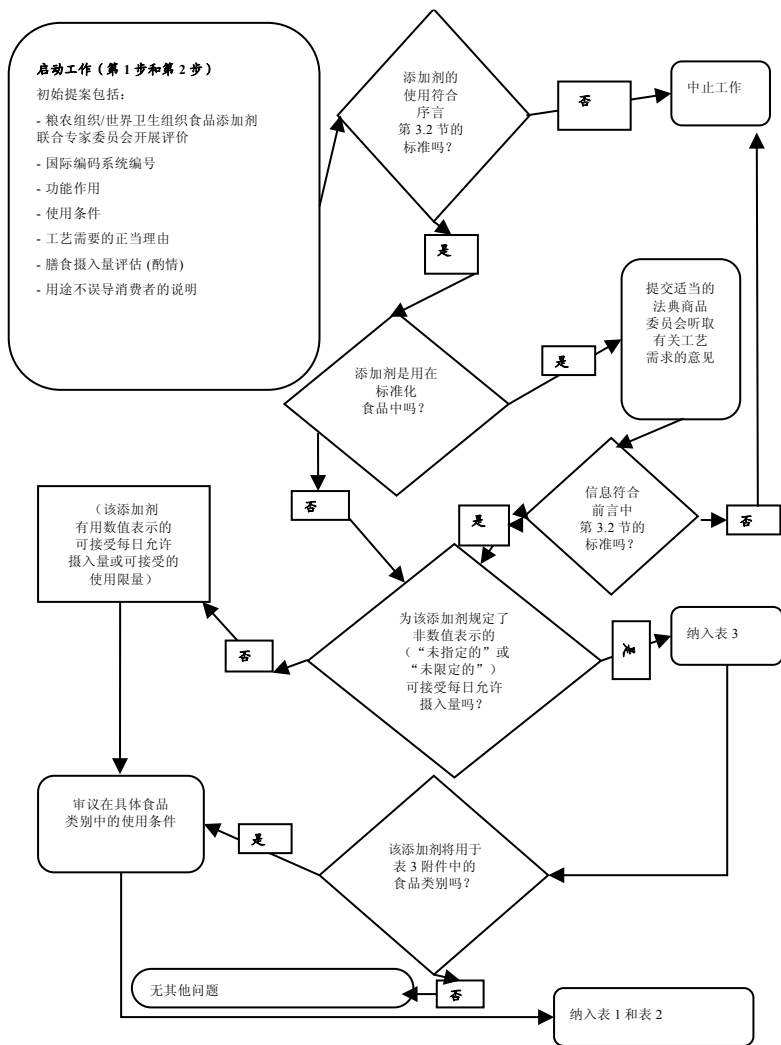 启动工作（第 1 步和第 2 步）
初始提案包括：
- 粮农组织/世界卫生组织食品添加剂
联合专家委员会开展评价
- 国际编码系统编号
- 功能作用
- 使用条件
- 工艺需要的正当理由
- 膳食摄入量评估 (酌情)
- 用途不误导消费者的说明
添加剂的
使用符合
序言
第 3.2 节的
标准吗？
否
中止工作
是
添加剂是用在
标准化
食品中吗？
是
提交适当的
法典商品
委员会听取
有关工艺
需求的意见
否
信息符合
前言中
第 3.2 节的
标准吗？
是
否
（该添加剂
有用数值表示的
可接受每日允许
摄入量或可接受的
使用限量）
为该添加剂规定了
非数值表示的
（“未指定的”或
“未限定的”）
可接受每日允许
摄入量吗？
否
是
纳入表 3
审议在具体食品
类别中的使用条件
是
该添加剂将用于
表 3 附件中的
食品类别吗？
否
无其他问题
纳入表 1 和表 2